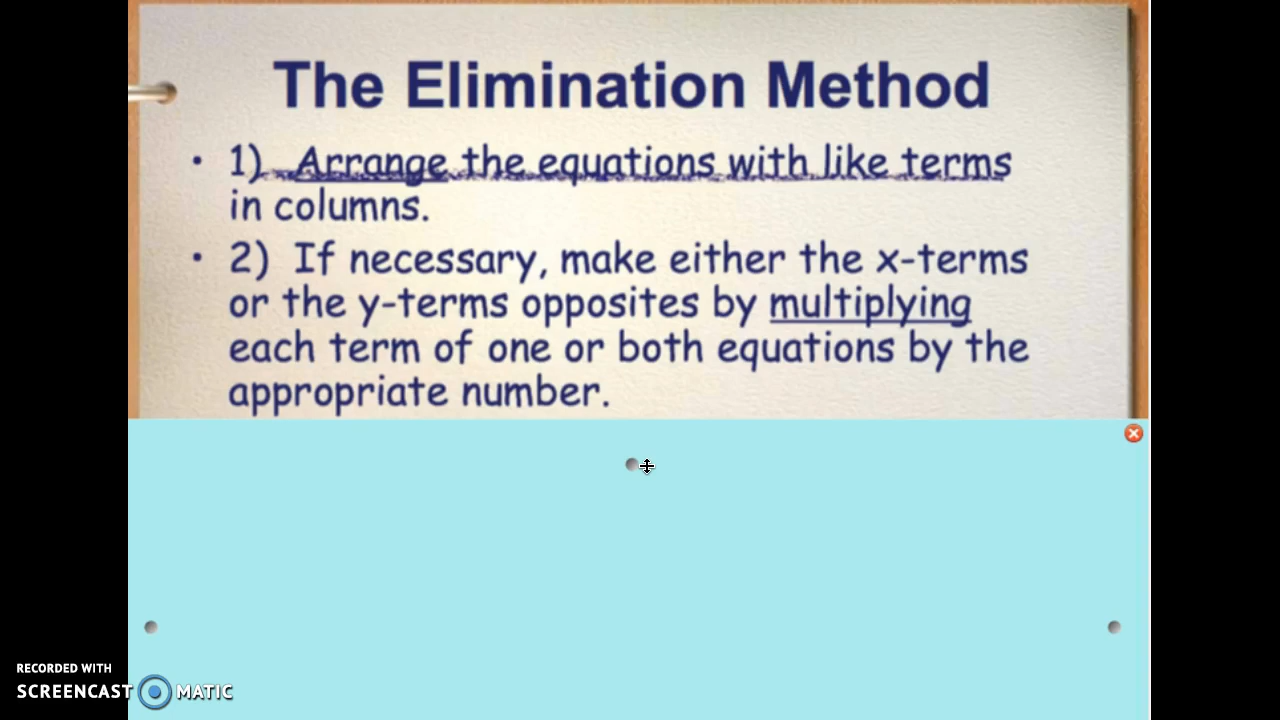 The Elimination Method
• 1) Arrange the equations with like terms
in columns.
• 2) If necessary, make either the x-terms
or the y-terms opposites by multiplying
each term of one or both equations by the
appropriate number.
RECORDED WITH
SCREENCAST MATIC